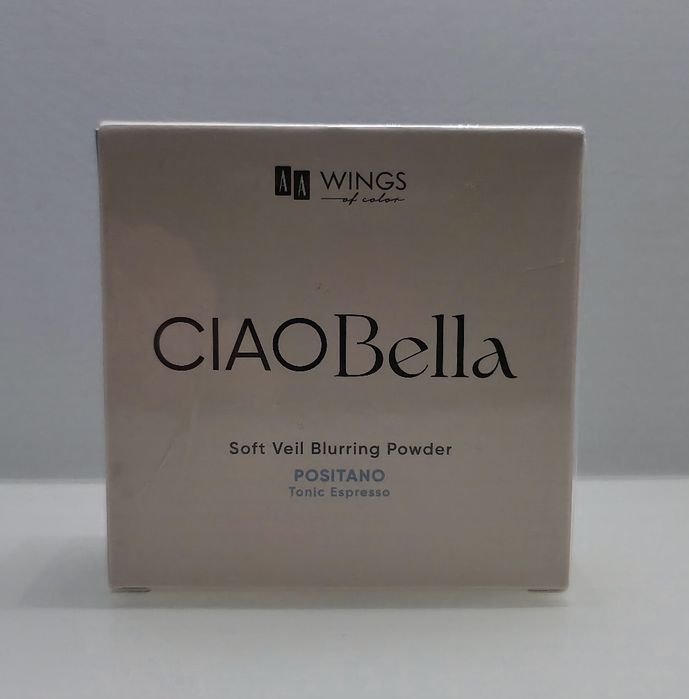 AA WINGS
of color
CIAOBella
Soft Veil Blurring Powder
POSITANO
Tonic Espresso